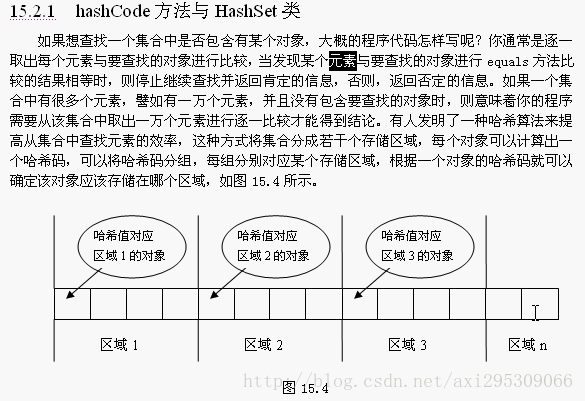 15.2.1 hashCode 方法与 HashSet 类
如果想查找一个集合中是否包含有某个对象，大概的程序代码怎样写呢？你通常是逐一
取出每个元素与要查找的对象进行比较，当发现某个元素与要查找的对象进行 equals 方法比
较的结果相等时，则停止继续查找并返回肯定的信息，否则，返回否定的信息。如果一个集
合中有很多个元素，譬如有一万个元素，并且没有包含要查找的对象时，则意味着你的程序
需要从该集合中取出一万个元素进行逐一比较才能得到结论。有人发明了一种哈希算法来提
高从集合中查找元素的效率，这种方式将集合分成若干个存储区域，每个对象可以计算出一
个哈希码，可以将哈希码分组，每组分别对应某个存储区域，根据一个对象的哈希码就可以
确定该对象应该存储在哪个区域，如图 15.4 所示。
哈希值对应
区域 1 的对象
哈希值对应
区域 2 的对象
哈希值对应
区域 3 的对象
区域 1
区域 2
区域 3
区域 n
http://blog.csdn.net/axi295309066
图 15.4